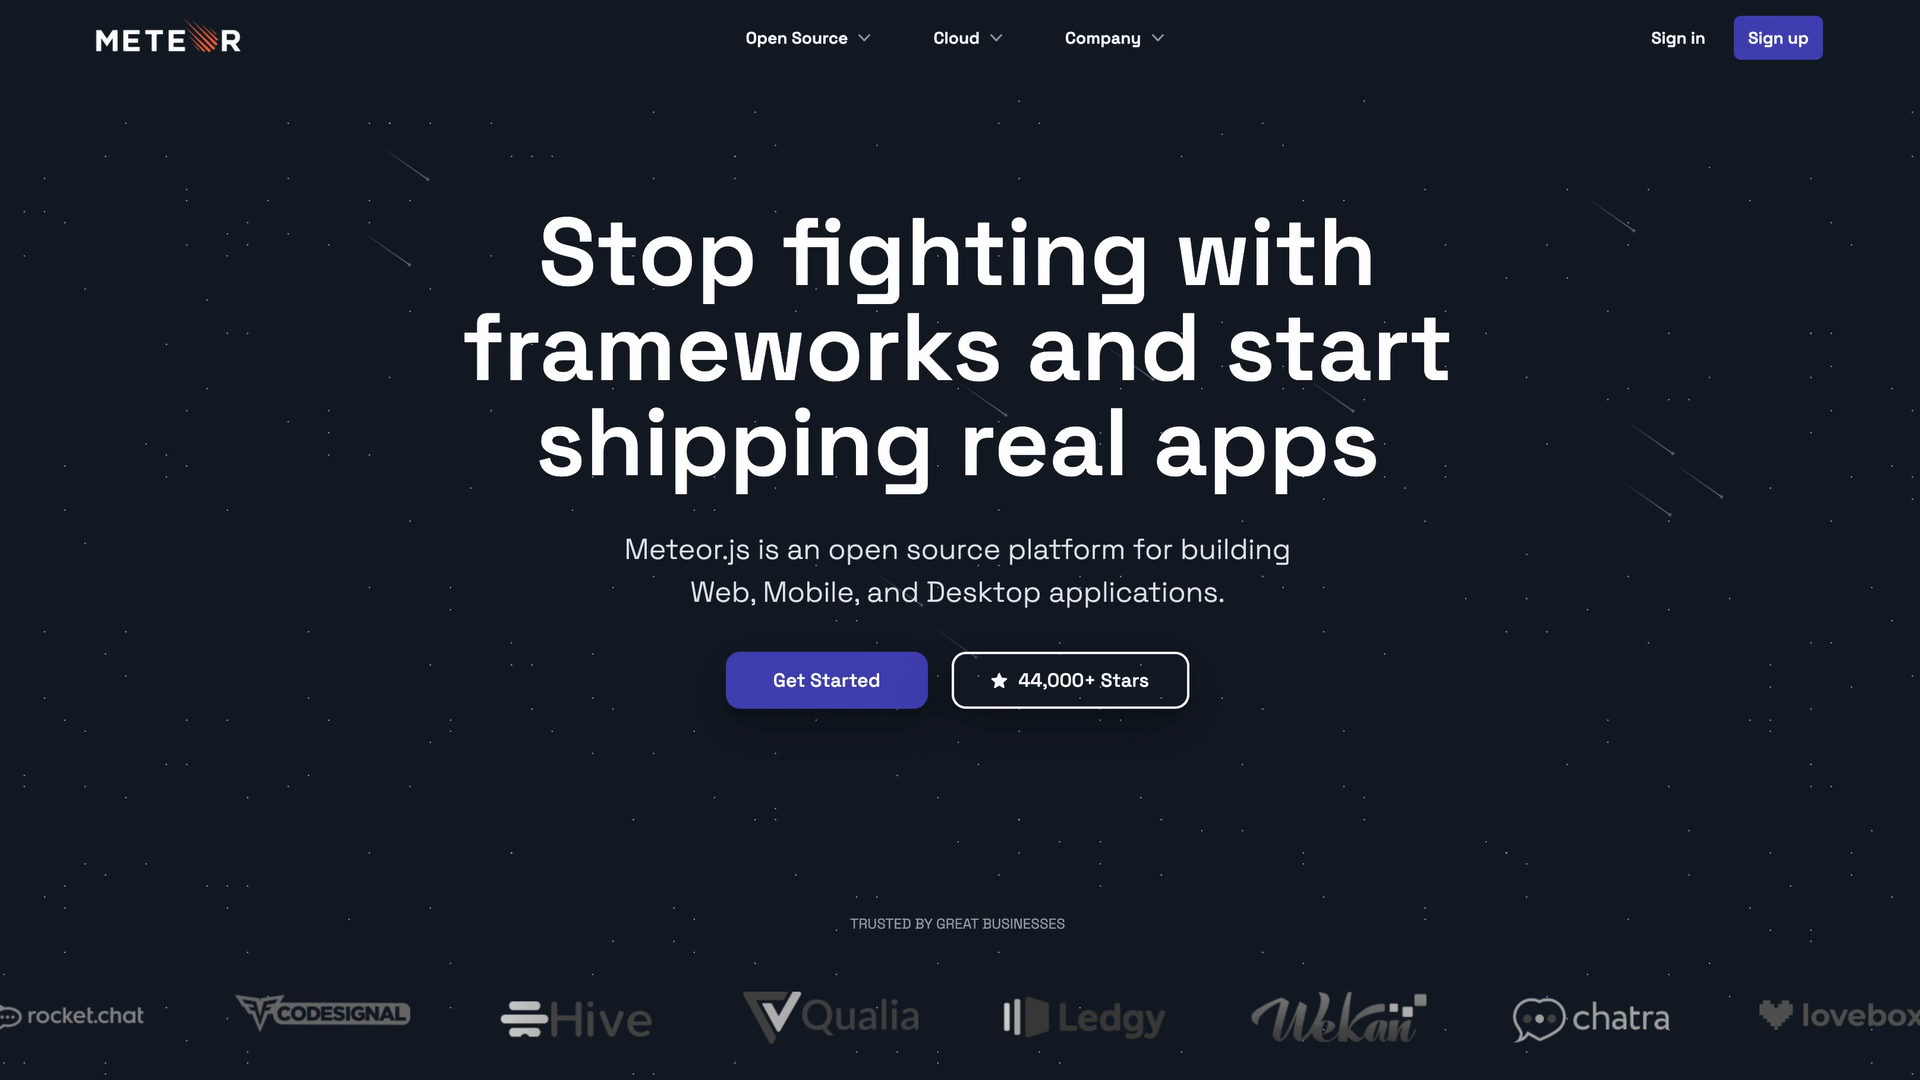 METEOR
Open Source
Cloud
Company
Sign in
Sign up
Stop fighting with
frameworks and start
shipping real apps
Meteor.js is an open source platform for building
Web, Mobile, and Desktop applications.
Get Started
44,000+ Stars
TRUSTED BY GREAT BUSINESSES
rocket.chat
CODESIGNAL
Hive
Qualia
Ledgy
WeKan
chatra
lovebox